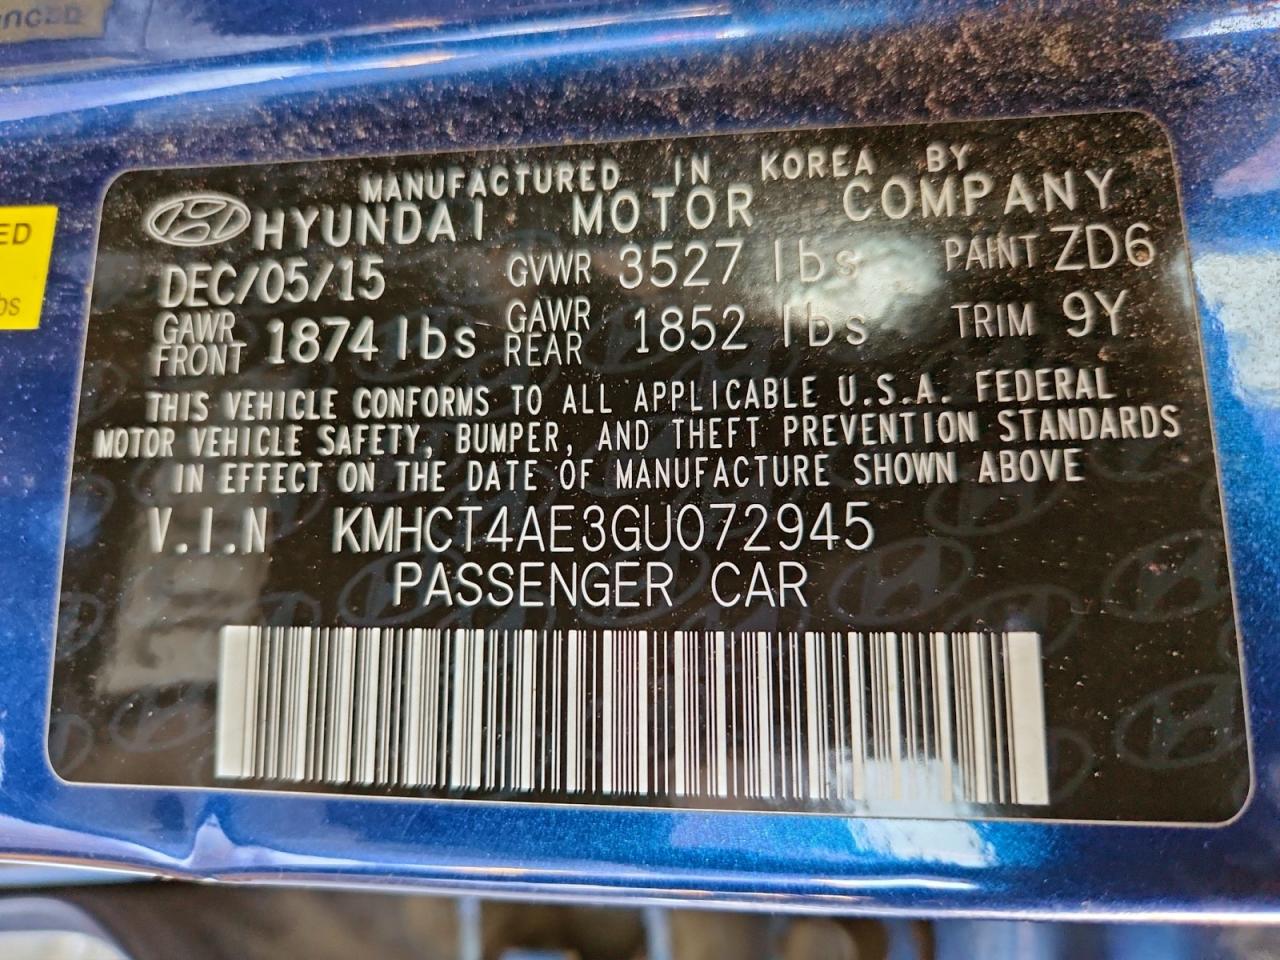 ED
bs
MANUFACTURED IN KOREA BY
HYUNDAI MOTOR COMPANY
DEC/05/15 GVWR 3527 lbs PAINT ZD6
GAWR FRONT 1874 lbs GAWR REAR 1852 lbs TRIM 9Y
THIS VEHICLE CONFORMS TO ALL APPLICABLE U.S.A. FEDERAL
MOTOR VEHICLE SAFETY, BUMPER, AND THEFT PREVENTION STANDARDS
IN EFFECT ON THE DATE OF MANUFACTURE SHOWN ABOVE
V.I.N KMHCT4AE3GU072945
PASSENGER CAR